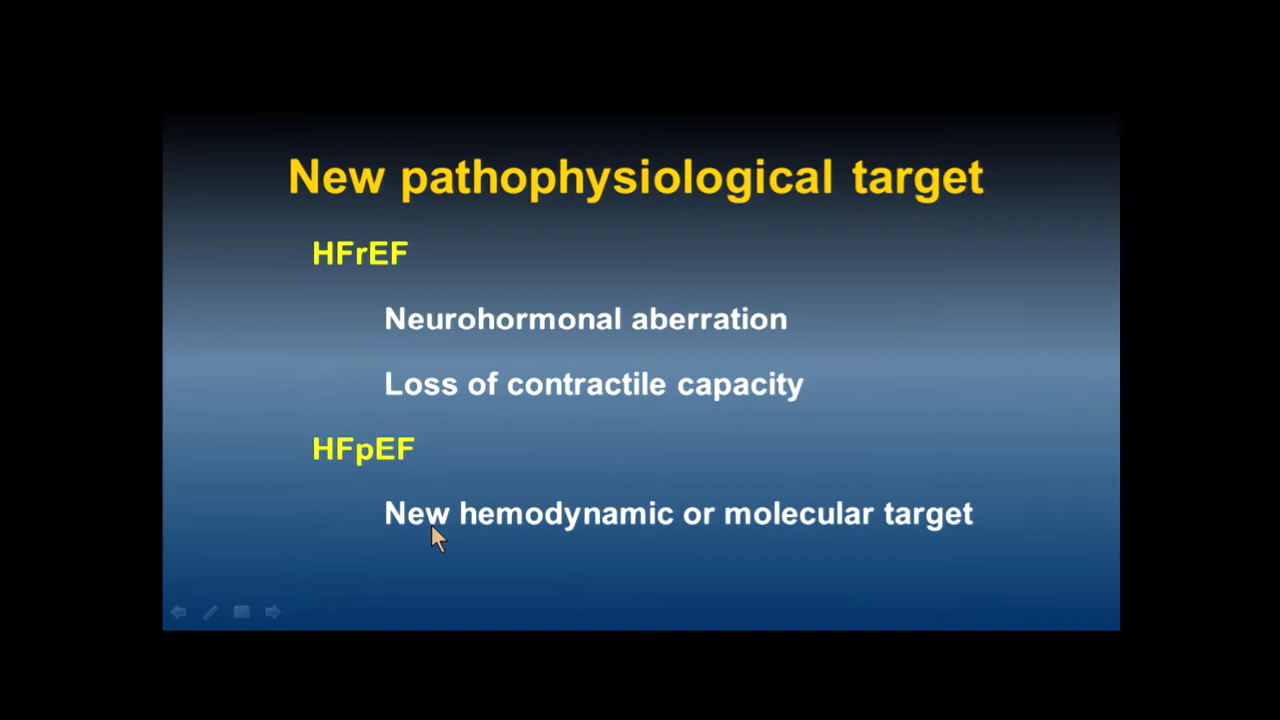 New pathophysiological target
HFrEF
Neurohormonal aberration
Loss of contractile capacity
HFpEF
New hemodynamic or molecular target